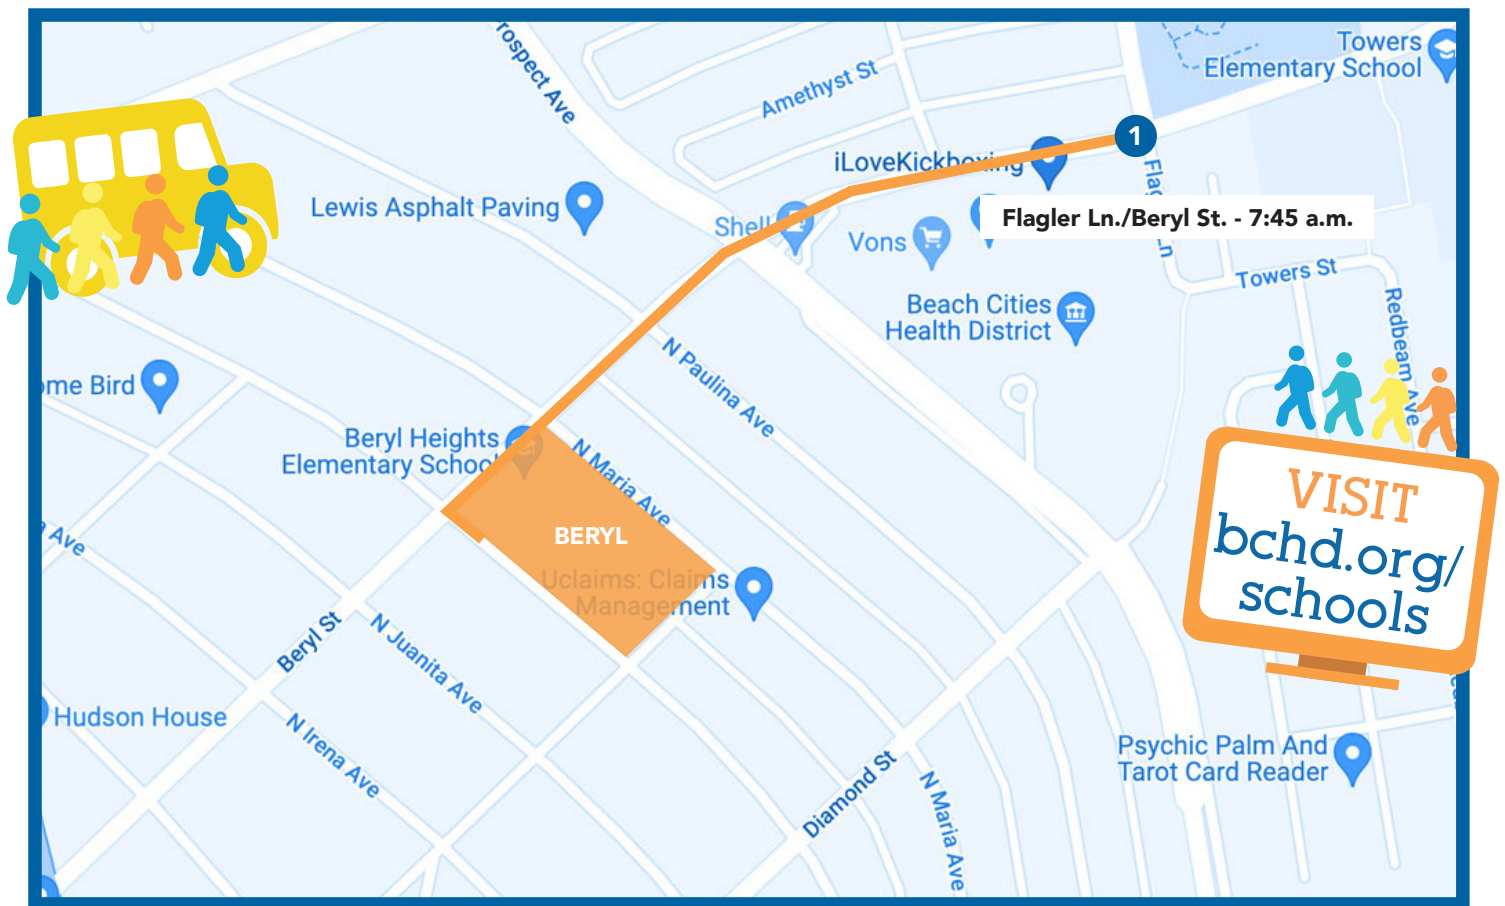 Towers
Elementary School
rospect Ave
Amethyst St
1
iLoveKickboxing
Lewis Asphalt Paving
Shell
Vons
Flagler Ln./Beryl St. - 7:45 a.m.
Ln
Towers St
Beach Cities
Health District
Redbeam Ave
N Paulina Ave
ome Bird
Beryl Heights
Elementary School
N Maria Ave
BERYL
Uclaims: Claims
Management
VISIT
bchd.org/
schools
Ave
Beryl St
N Juanita Ave
Hudson House
N Irena Ave
Psychic Palm And
Tarot Card Reader
Diamond St
N Maria Ave